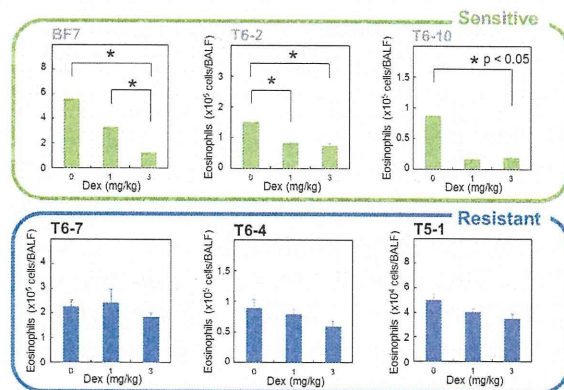 Sensitive
BF7
T6-2
T6-10
Eosinophils (x10⁵ cells/BALF)
Eosinophils (x10⁵ cells/BALF)
6
4
2
0
*
*
3
2
1
0
*
*
1.5
1
0.5
0
* p < 0.05
0 1 3
0 1 3
0 1 3
Dex (mg/kg)
Dex (mg/kg)
Dex (mg/kg)
Resistant
T6-7
T6-4
T5-1
Eosinophils (x10⁵ cells/BALF)
Eosinophils (x10⁵ cells/BALF)
Eosinophils (x10⁴ cells/BALF)
4
3
2
1
0
1.5
1
0.5
0
8
6
4
2
0
0 1 3
0 1 3
0 1 3
Dex (mg/kg)
Dex (mg/kg)
Dex (mg/kg)